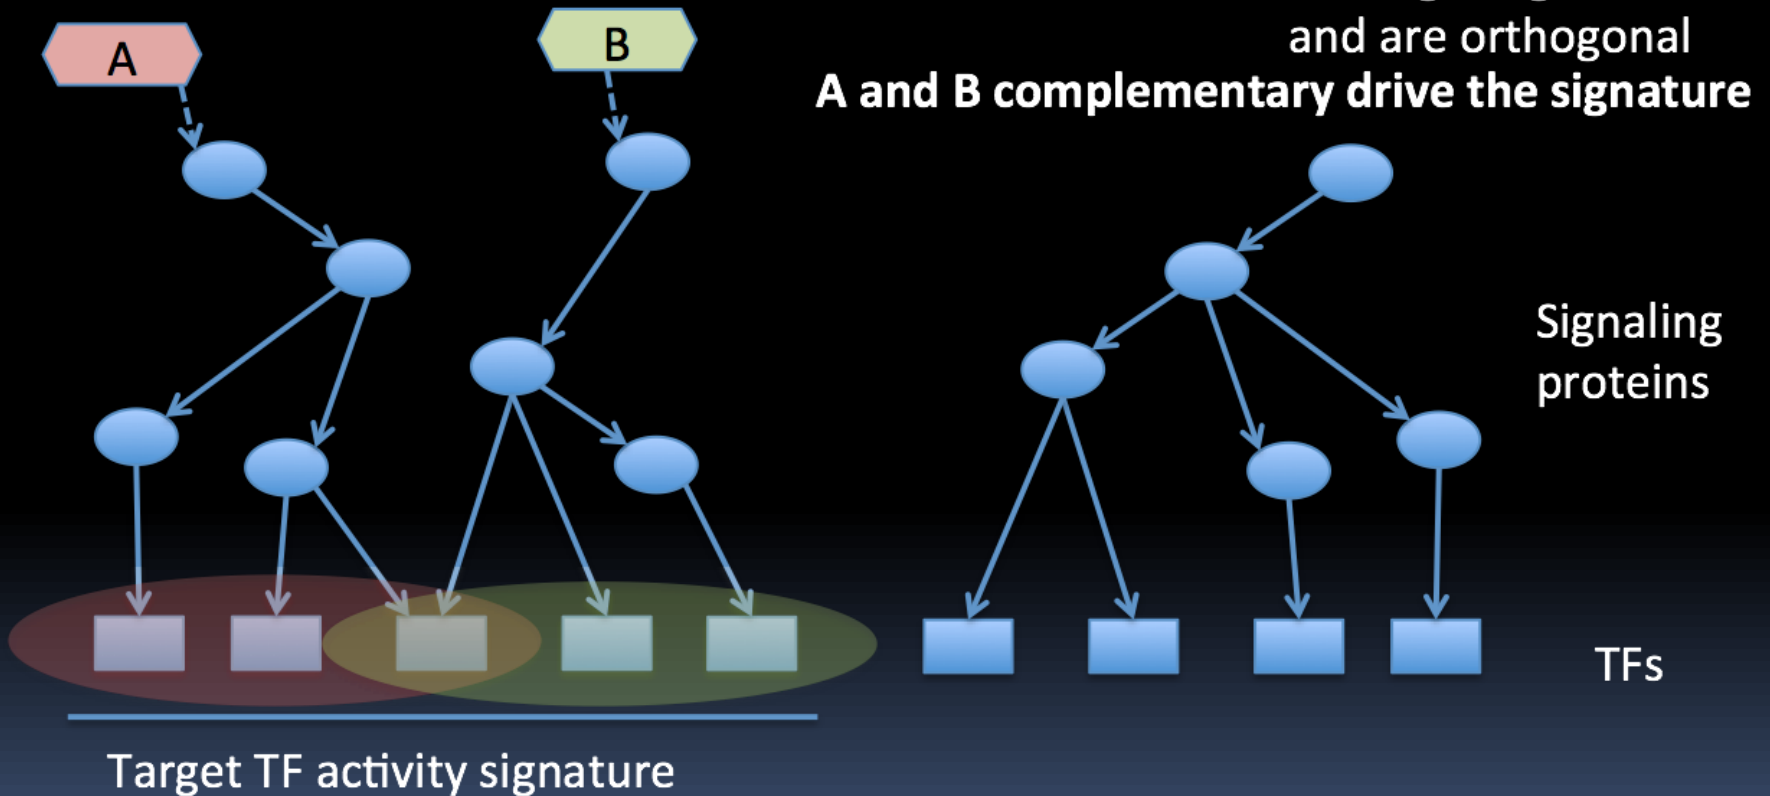 A
B
and are orthogonal
A and B complementary drive the signature
Signaling
proteins
TFs
Target TF activity signature